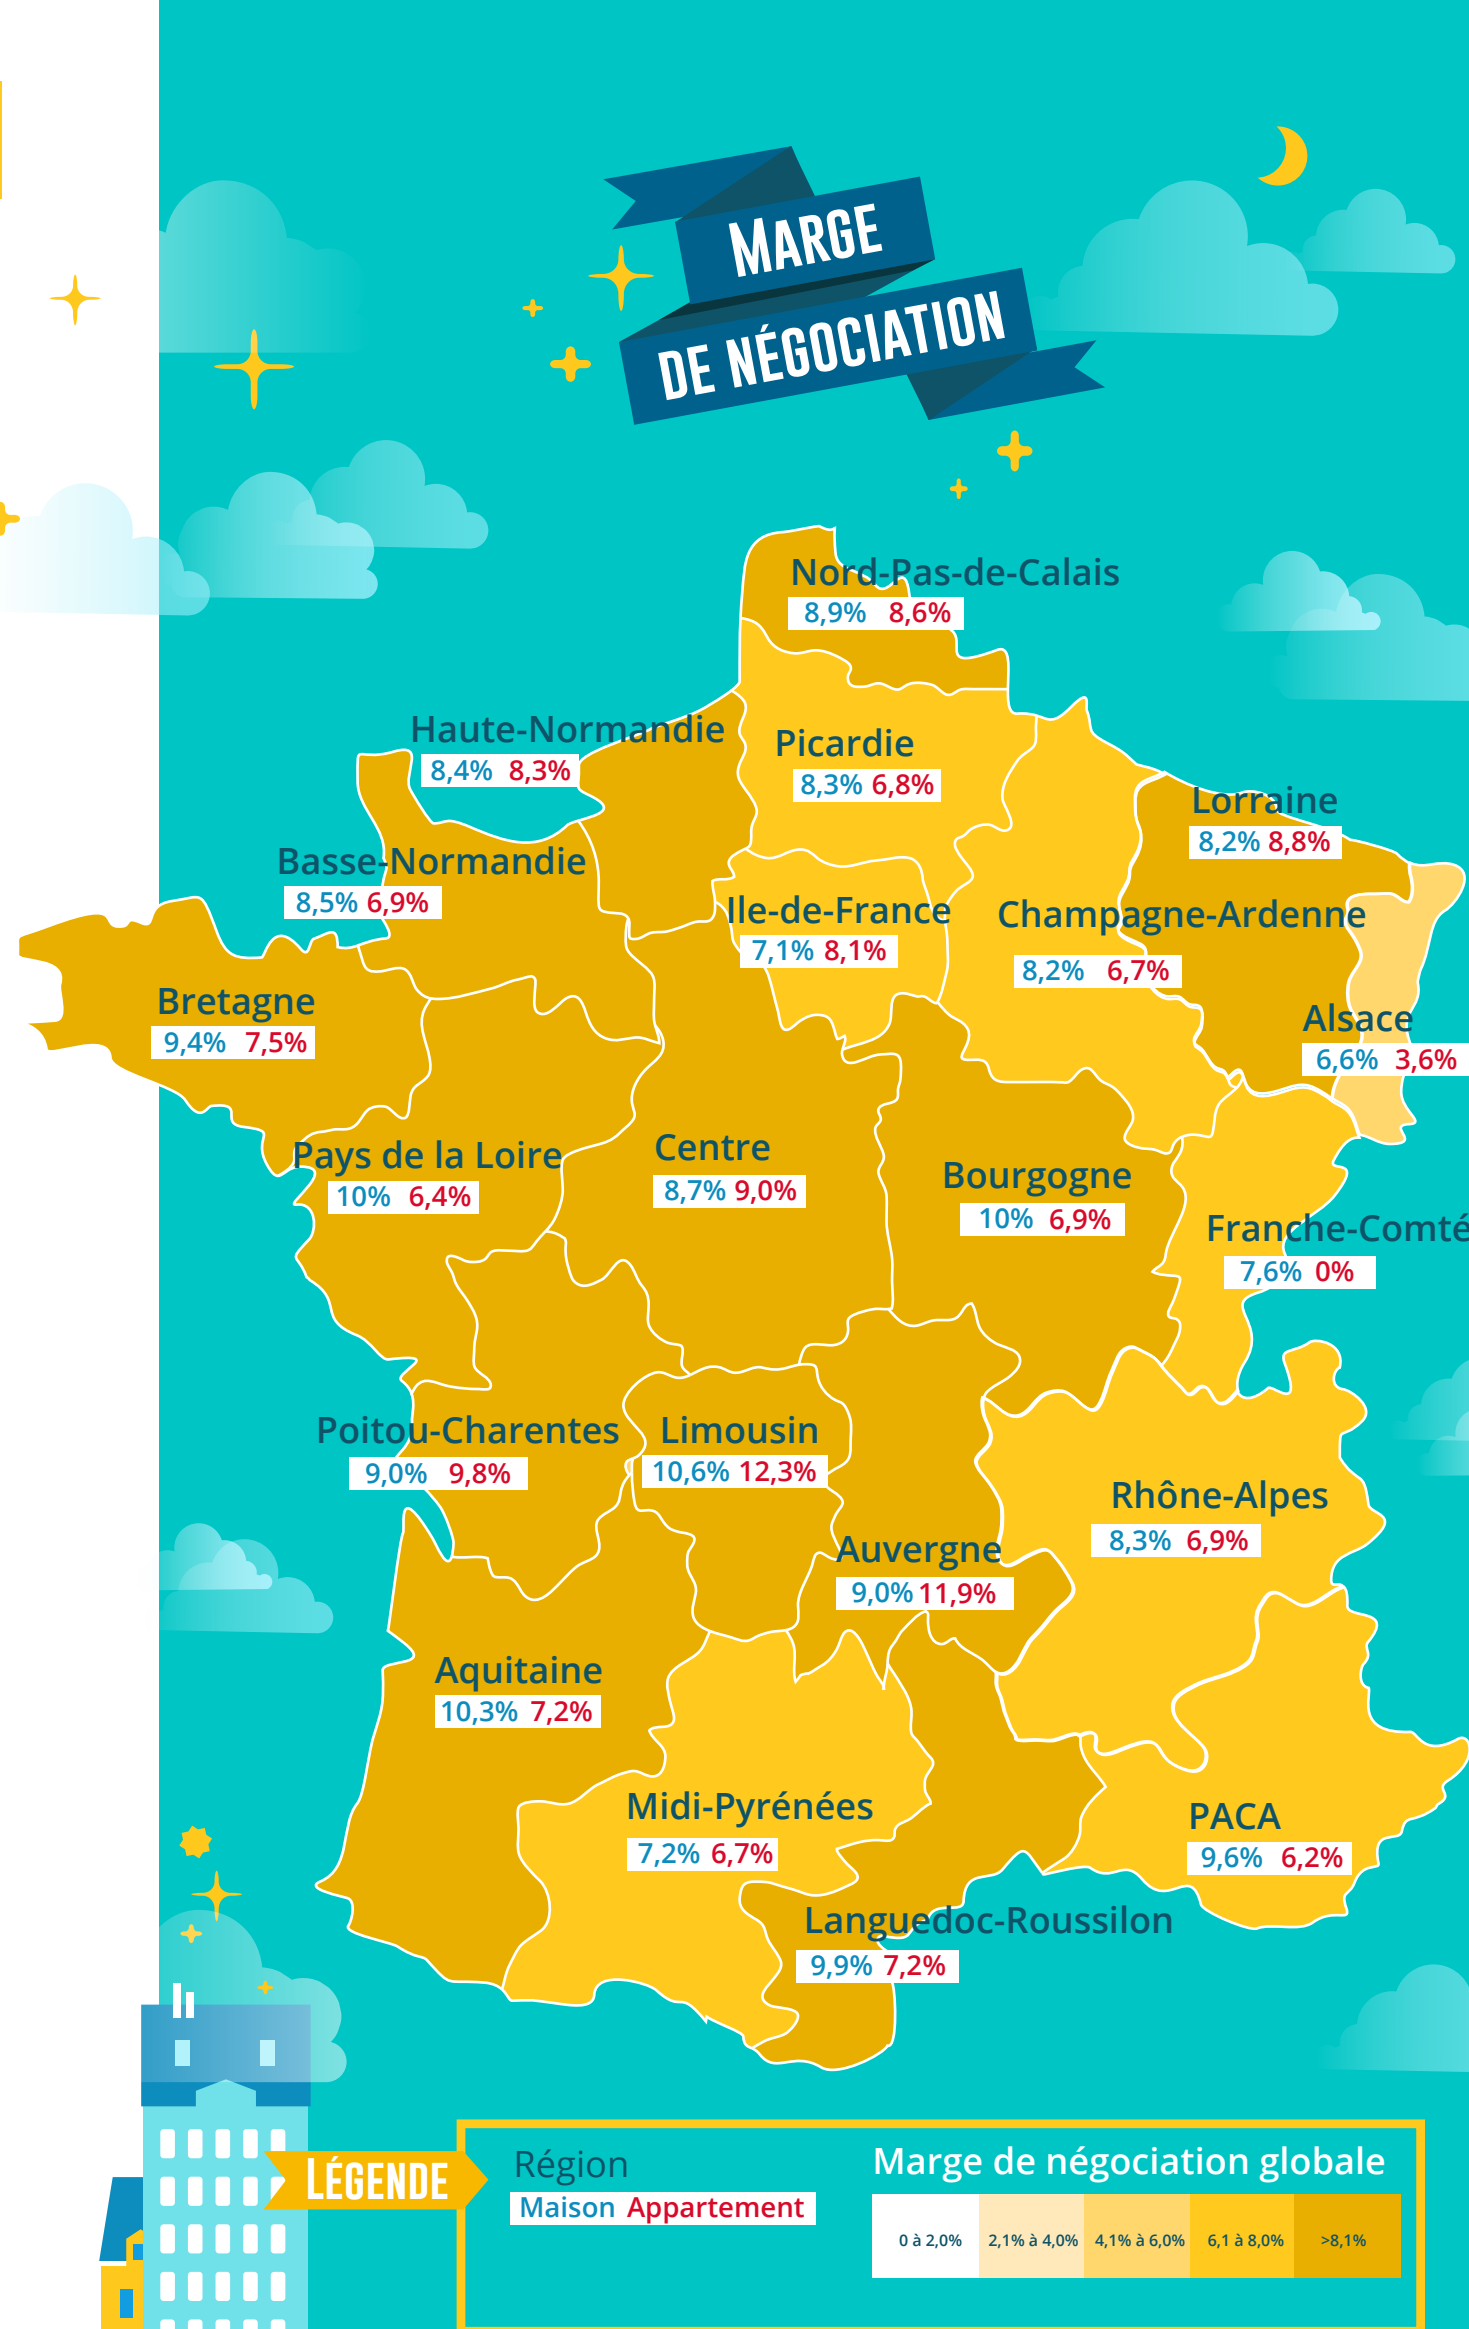 MARGE
DE NÉGOCIATION
Nord-Pas-de-Calais
8,9% 8,6%
Haute-Normandie
8,4% 8,3%
Picardie
8,3% 6,8%
Lorraine
8,2% 8,8%
Basse-Normandie
8,5% 6,9%
Ile-de-France
7,1% 8,1%
Champagne-Ardenne
8,2% 6,7%
Bretagne
9,4% 7,5%
Alsace
6,6% 3,6%
Pays de la Loire
10% 6,4%
Centre
8,7% 9,0%
Bourgogne
10% 6,9%
Franche-Comté
7,6% 0%
Poitou-Charentes
9,0% 9,8%
Limousin
10,6% 12,3%
Rhône-Alpes
8,3% 6,9%
Auvergne
9,0% 11,9%
Aquitaine
10,3% 7,2%
Midi-Pyrénées
7,2% 6,7%
PACA
9,6% 6,2%
Languedoc-Roussilon
9,9% 7,2%
LÉGENDE
Région
Maison Appartement
Marge de négociation globale
0 à 2,0% 2,1% à 4,0% 4,1% à 6,0% 6,1 à 8,0% >8,1%